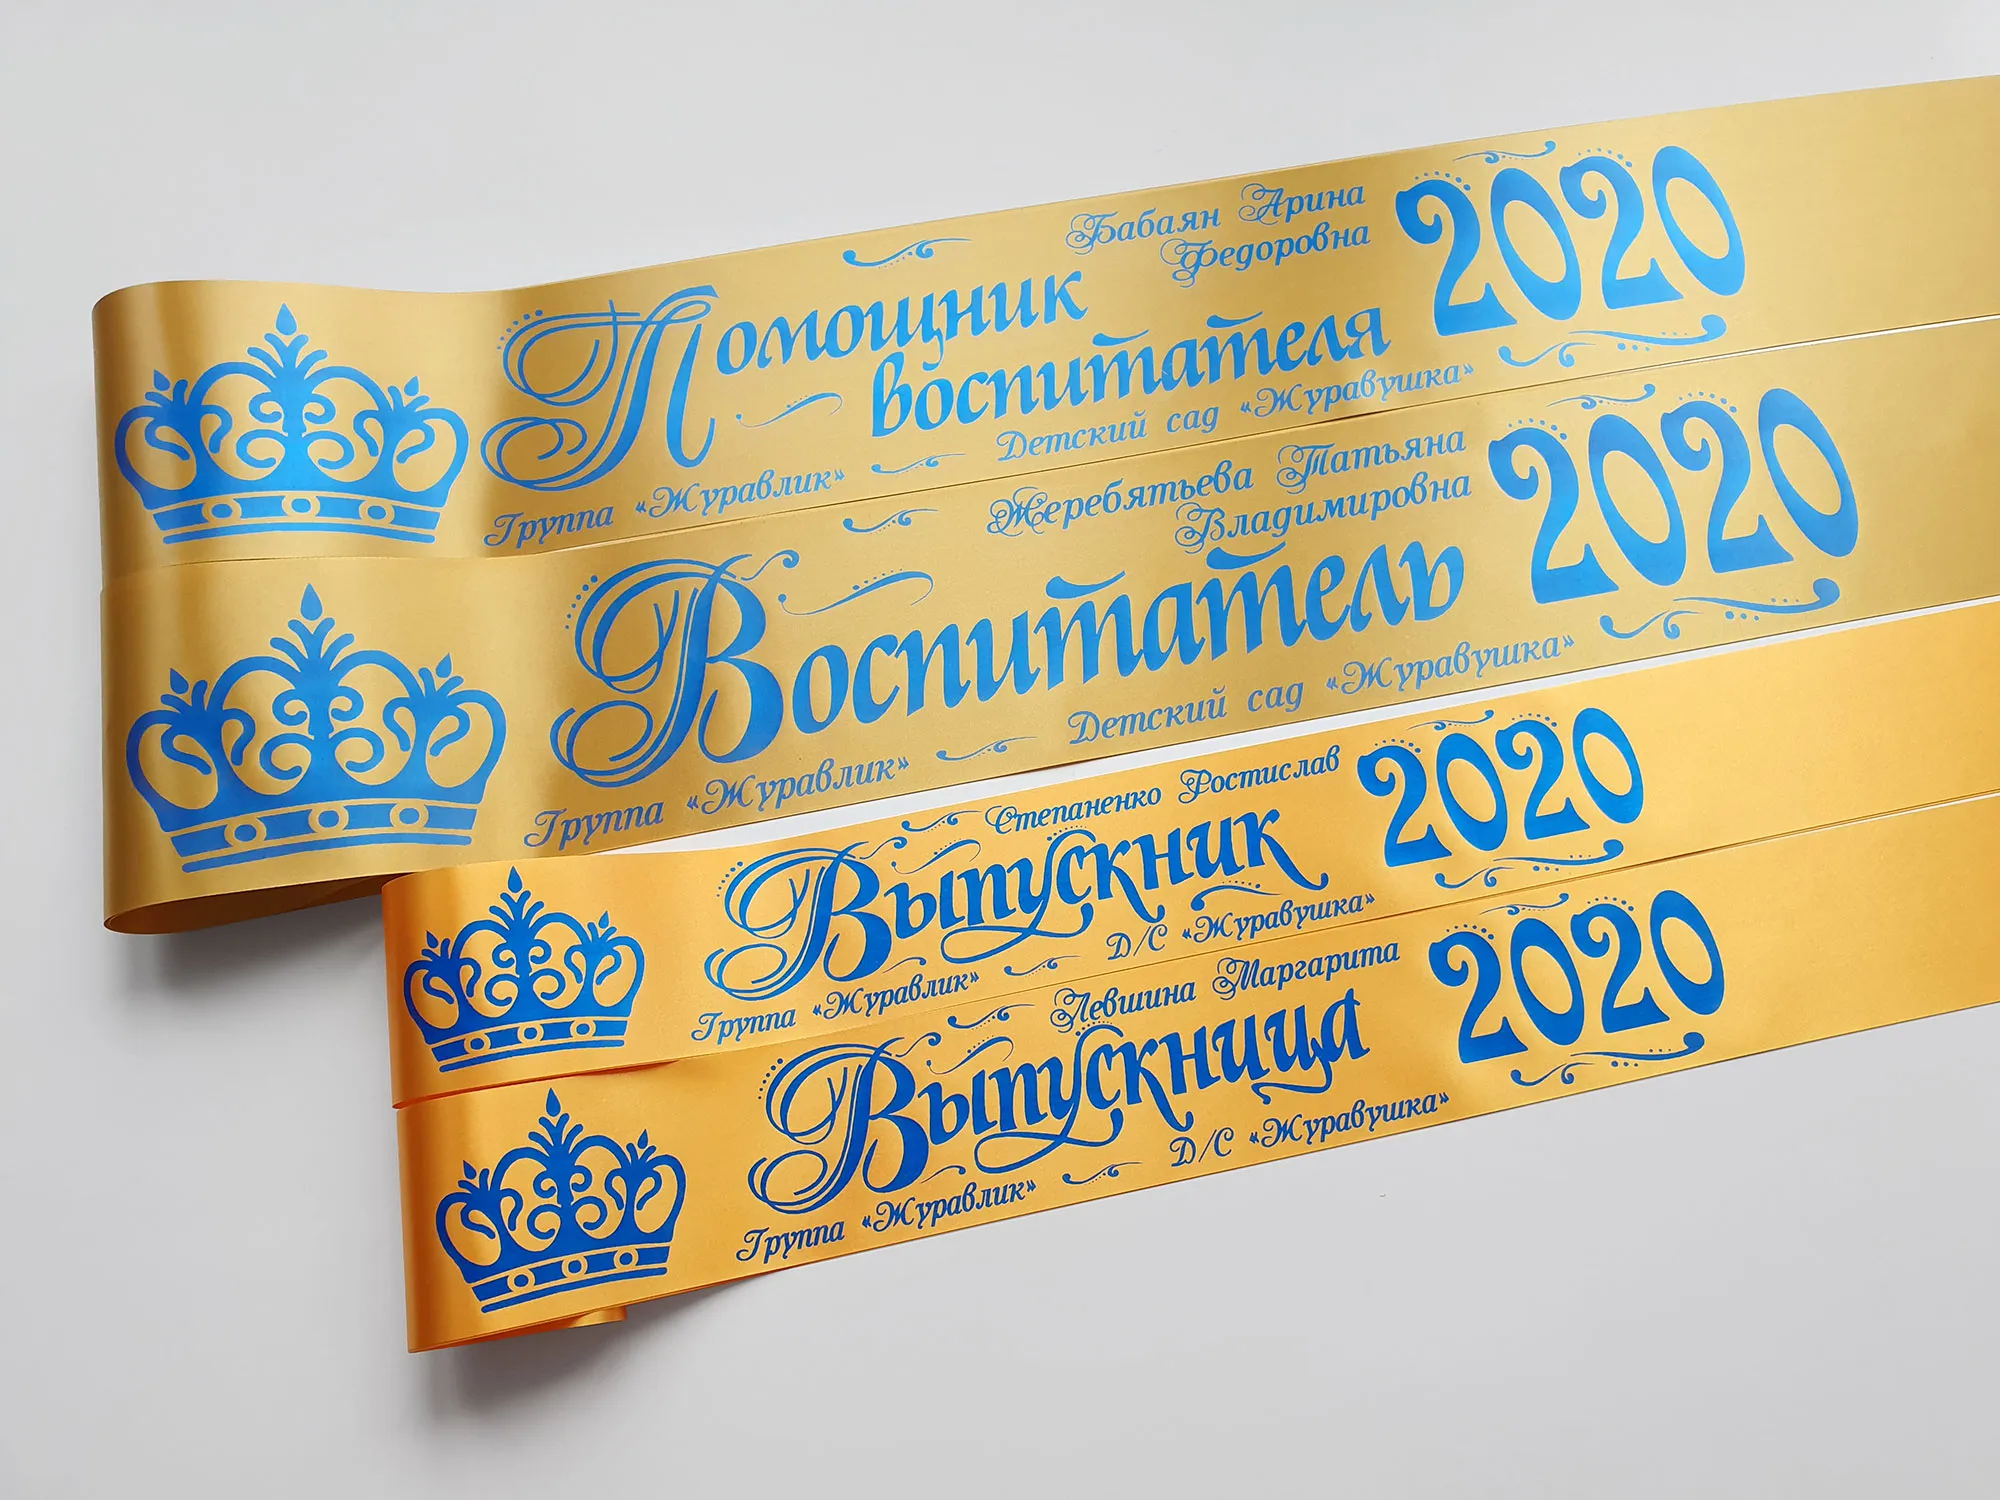 Бабаян Арина
Федоровна
Помощник
воспитателя
2020
Группа «Журавлик»
Детский сад «Журавушка»
Жеребятьева Татьяна
Владимировна
Воспитатель
2020
Группа «Журавлик»
Детский сад «Журавушка»
Степаненко Ростислав
Выпускник
2020
Группа «Журавлик»
Д/С «Журавушка»
Левшина Маргарита
Выпускница
2020
Группа «Журавлик»
Д/С «Журавушка»